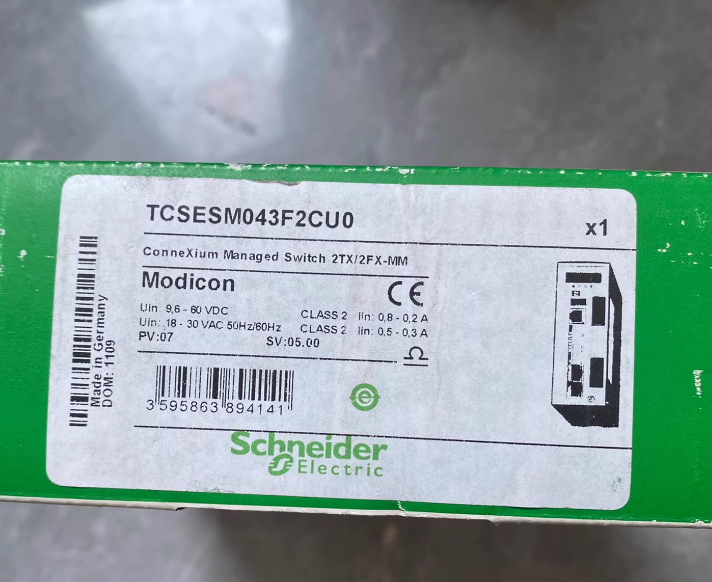 TCSESM043F2CU0
x1
ConneXium Managed Switch 2TX/2FX-MM
Modicon
CE
Uin: 9,6 - 60 VDC CLASS 2 Iin: 0,8 - 0,2 A
Uin: 18 - 30 VAC 50Hz/60Hz CLASS 2 Iin: 0,5 - 0,3 A
PV:07 SV:05.00
3 595863 894141
Made in Germany
DOM: 1109
Schneider
Electric